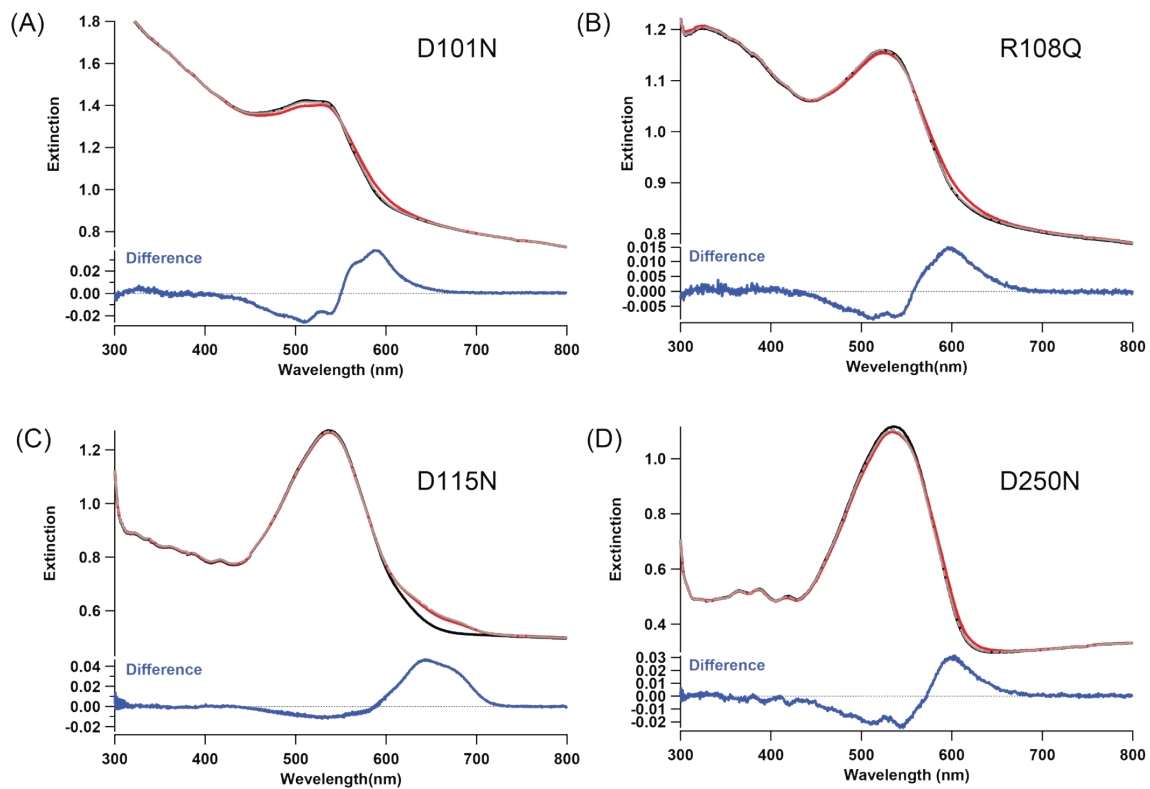 (A)
D101N
Extinction
1.8
1.6
1.4
1.2
1.0
0.8
Difference
0.02
0.00
-0.02
300 400 500 600 700 800
Wavelength (nm)
(B)
R108Q
Extinction
1.2
1.1
1.0
0.9
0.8
0.015
Difference
0.010
0.005
0.000
-0.005
300 400 500 600 700 800
Wevelength(nm)
(C)
D115N
Extinction
1.2
1.0
0.8
0.6
Difference
0.04
0.02
0.00
-0.02
300 400 500 600 700 800
Wevelength(nm)
(D)
D250N
Exctinction
1.0
0.8
0.6
0.4
0.03
Difference
0.02
0.01
0.00
-0.01
-0.02
300 400 500 600 700 800
Wavelength (nm)